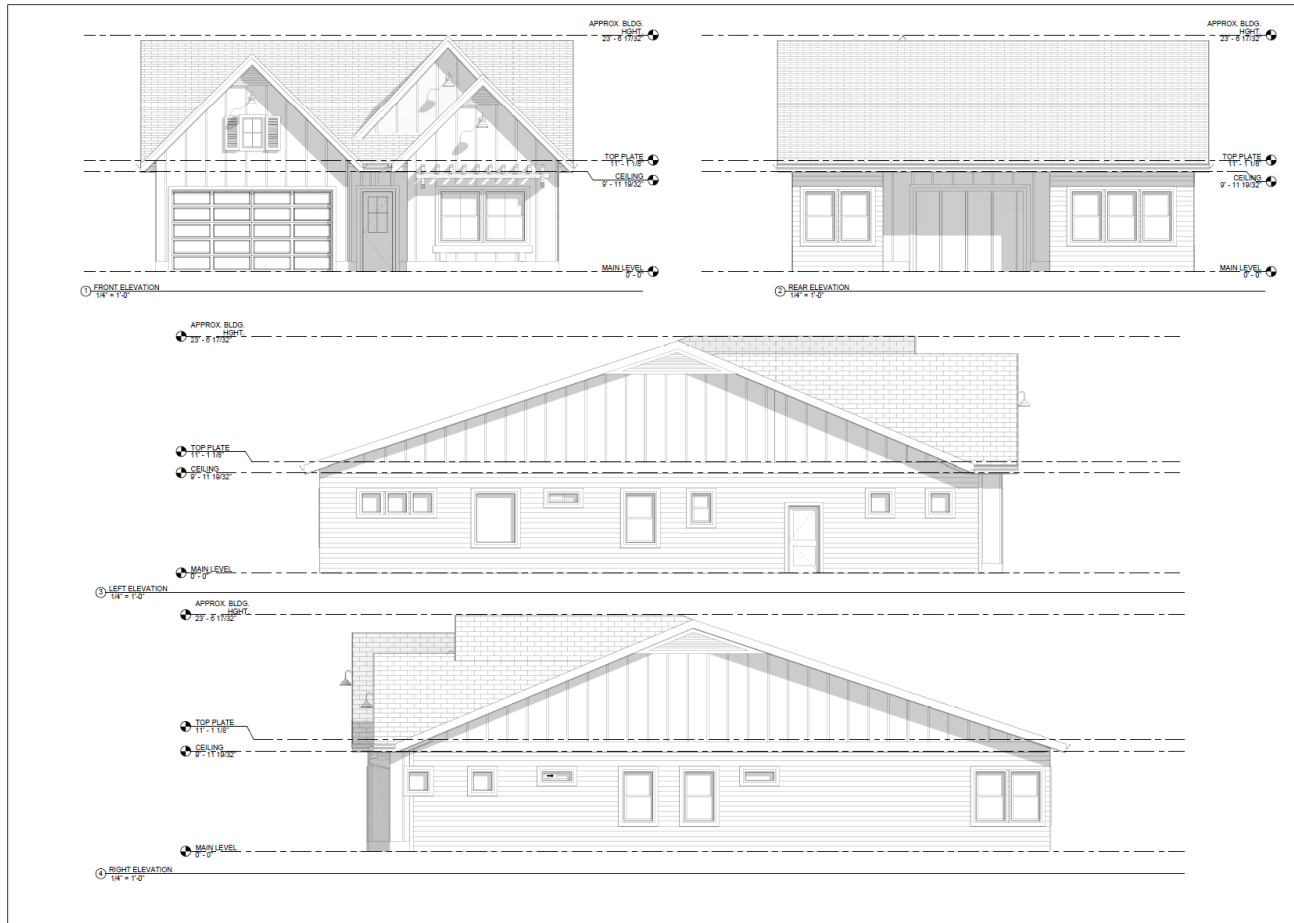 APPROX. BLDG.
HGHT.
23' - 6 17/32"
TOP PLATE
11' - 1 1/8"
CEILING
9' - 11 19/32"
MAIN LEVEL
0' - 0"
1 FRONT ELEVATION
1/4" = 1'-0"
APPROX. BLDG.
HGHT.
23' - 6 17/32"
TOP PLATE
11' - 1 1/8"
CEILING
9' - 11 19/32"
MAIN LEVEL
0' - 0"
2 REAR ELEVATION
1/4" = 1'-0"
APPROX. BLDG.
HGHT.
23' - 6 17/32"
TOP PLATE
11' - 1 1/8"
CEILING
9' - 11 19/32"
MAIN LEVEL
0' - 0"
3 LEFT ELEVATION
1/4" = 1'-0"
APPROX. BLDG.
HGHT.
23' - 6 17/32"
TOP PLATE
11' - 1 1/8"
CEILING
9' - 11 19/32"
MAIN LEVEL
0' - 0"
4 RIGHT ELEVATION
1/4" = 1'-0"